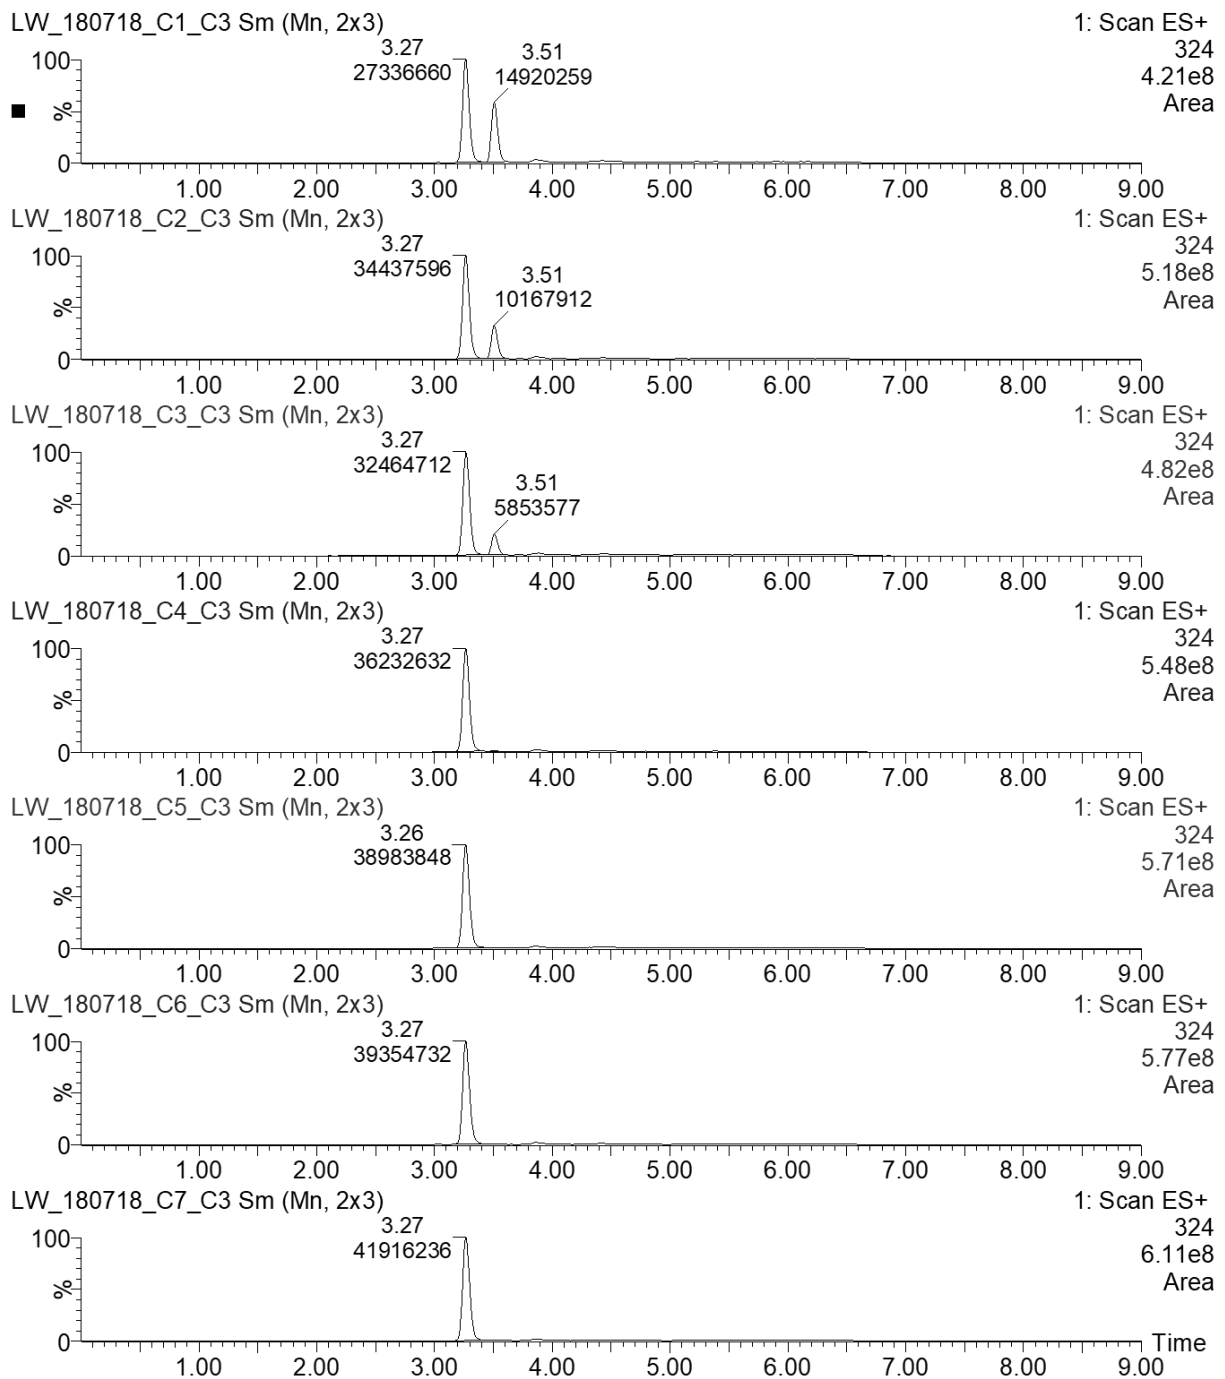 LW_180718_C1_C3 Sm (Mn, 2x3) 1: Scan ES+
324
4.21e8
Area
3.27
27336660
3.51
14920259
100
%
0
1.00 2.00 3.00 4.00 5.00 6.00 7.00 8.00 9.00
LW_180718_C2_C3 Sm (Mn, 2x3) 1: Scan ES+
324
5.18e8
Area
3.27
34437596
3.51
10167912
100
%
0
1.00 2.00 3.00 4.00 5.00 6.00 7.00 8.00 9.00
LW_180718_C3_C3 Sm (Mn, 2x3) 1: Scan ES+
324
4.82e8
Area
3.27
32464712
3.51
5853577
100
%
0
1.00 2.00 3.00 4.00 5.00 6.00 7.00 8.00 9.00
LW_180718_C4_C3 Sm (Mn, 2x3) 1: Scan ES+
324
5.48e8
Area
3.27
36232632
100
%
0
1.00 2.00 3.00 4.00 5.00 6.00 7.00 8.00 9.00
LW_180718_C5_C3 Sm (Mn, 2x3) 1: Scan ES+
324
5.71e8
Area
3.26
38983848
100
%
0
1.00 2.00 3.00 4.00 5.00 6.00 7.00 8.00 9.00
LW_180718_C6_C3 Sm (Mn, 2x3) 1: Scan ES+
324
5.77e8
Area
3.27
39354732
100
%
0
1.00 2.00 3.00 4.00 5.00 6.00 7.00 8.00 9.00
LW_180718_C7_C3 Sm (Mn, 2x3) 1: Scan ES+
324
6.11e8
Area
3.27
41916236
100
%
0
Time
1.00 2.00 3.00 4.00 5.00 6.00 7.00 8.00 9.00